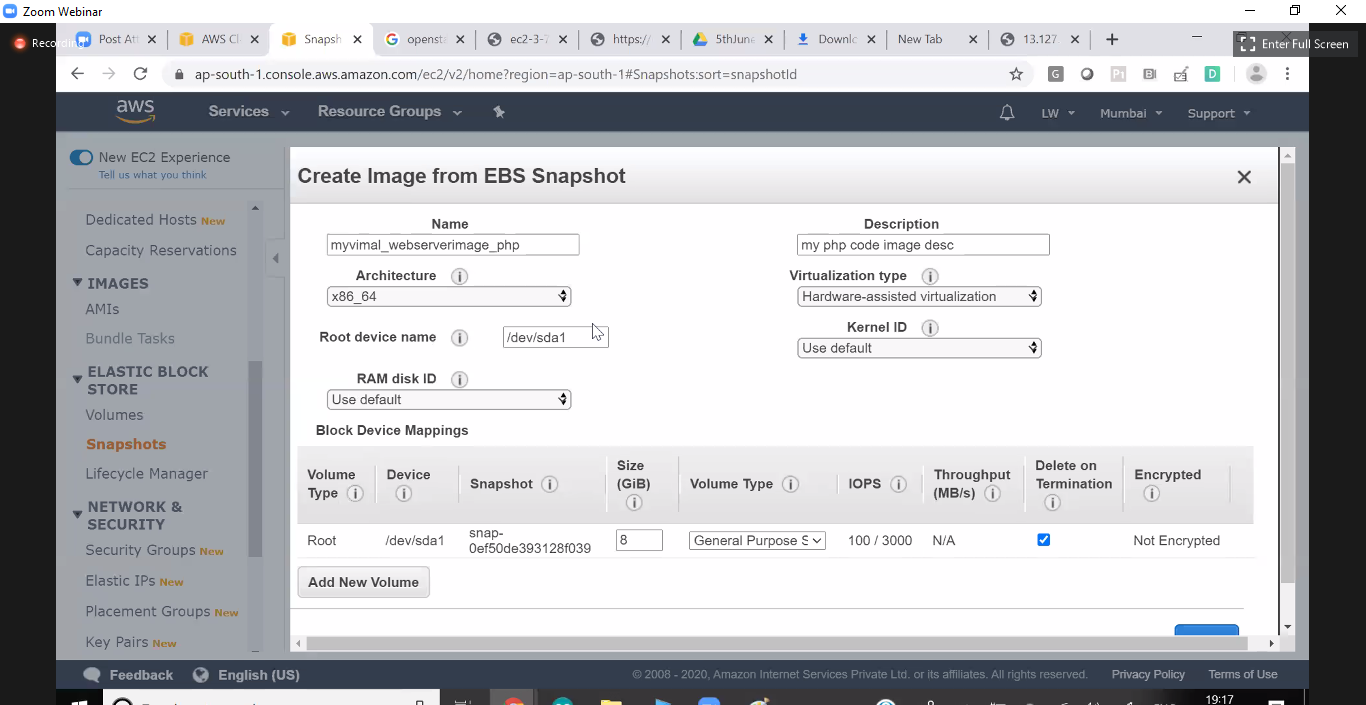 Zoom Webinar
Recording
Post Att
AWS Cl
Snapsh
opensta
ec2-3-7
https:/
5thJune
Downlc
New Tab
13.127
Enter Full Screen
ap-south-1.console.aws.amazon.com/ec2/v2/home?region=ap-south-1#Snapshots:sort=snapshotId
aws
Services
Resource Groups
LW
Mumbai
Support
New EC2 Experience
Tell us what you think
Dedicated Hosts New
Capacity Reservations
IMAGES
AMIs
Bundle Tasks
ELASTIC BLOCK
STORE
Volumes
Snapshots
Lifecycle Manager
NETWORK &
SECURITY
Security Groups New
Elastic IPs New
Placement Groups New
Key Pairs New
Create Image from EBS Snapshot
Name
myvimal_webserverimage_php
Description
my php code image desc
Architecture
x86_64
Virtualization type
Hardware-assisted virtualization
Root device name
/dev/sda1
Kernel ID
Use default
RAM disk ID
Use default
Block Device Mappings
Volume
Type
Device
Snapshot
Size
(GiB)
Volume Type
IOPS
Throughput
(MB/s)
Delete on
Termination
Encrypted
Root
/dev/sda1
snap-
0ef50de393128f039
8
General Purpose S
100 / 3000
N/A
Not Encrypted
Add New Volume
Feedback
English (US)
© 2008 - 2020, Amazon Internet Services Private Ltd. or its affiliates. All rights reserved.
Privacy Policy
Terms of Use
19:17